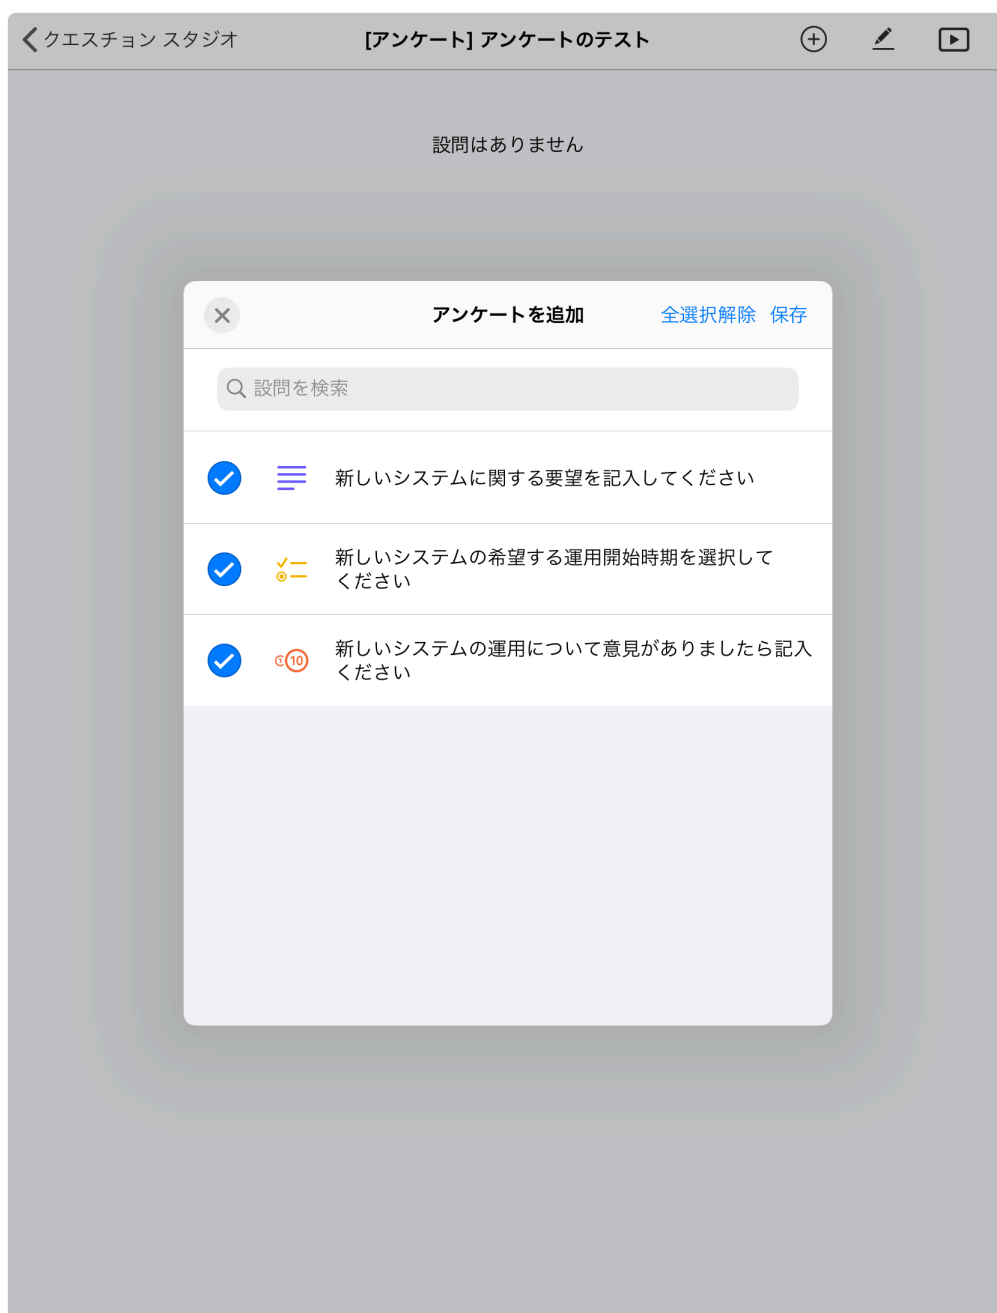 クエスチョン スタジオ
[アンケート] アンケートのテスト
設問はありません
アンケートを追加
全選択解除 保存
設問を検索
新しいシステムに関する要望を記入してください
新しいシステムの希望する運用開始時期を選択して
ください
10
新しいシステムの運用について意見がありましたら記入
ください